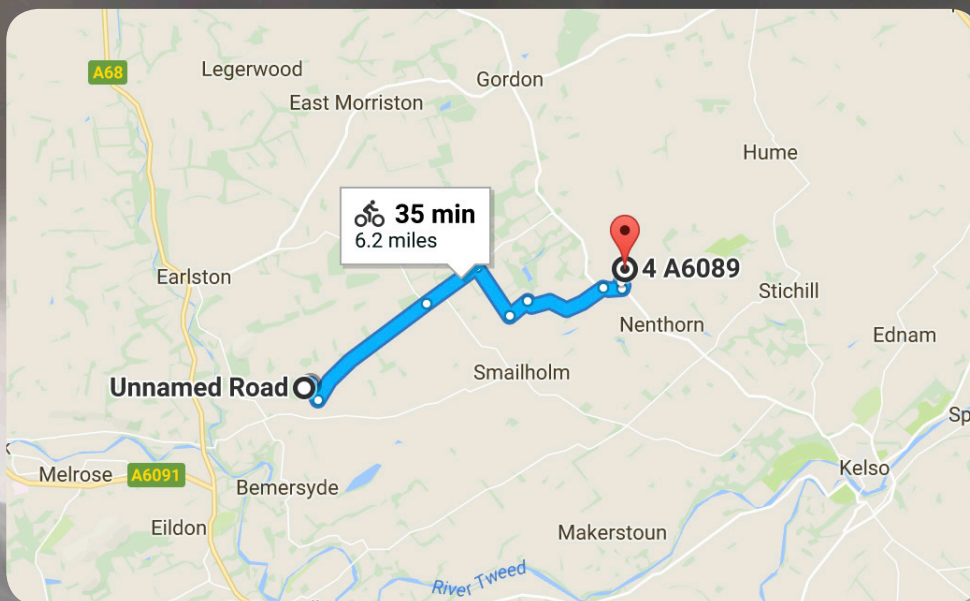 A68
Legerwood
Gordon
East Morriston
Hume
35 min
6.2 miles
Earlston
4 A6089
Stichill
Nenthorn
Ednam
Smailholm
Unnamed Road
Sp
k
Melrose
A6091
Bemersyde
Kelso
Eildon
Makerstoun
River Tweed